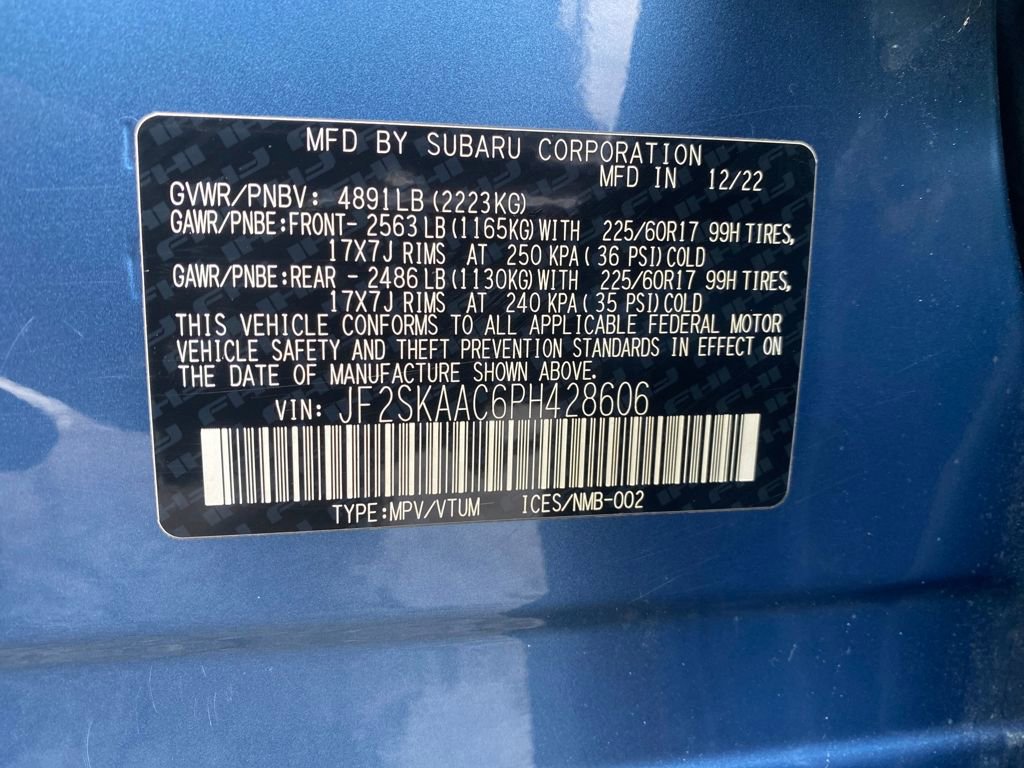 MFD BY SUBARU CORPORATION
MFD IN 12/22
GVWR/PNBV: 4891LB(2223KG)
GAWR/PNBE:FRONT- 2563LB(1165KG)WITH 225/60R17 99H TIRES,
17X7J RIMS AT 250 KPA( 36 PSI)COLD
GAWR/PNBE:REAR - 2486LB(1130KG)WITH 225/60R17 99H TIRES,
17X7J RIMS AT 240 KPA( 35 PSI)COLD
THIS VEHICLE CONFORMS TO ALL APPLICABLE FEDERAL MOTOR
VEHICLE SAFETY AND THEFT PREVENTION STANDARDS IN EFFECT ON
THE DATE OF MANUFACTURE SHOWN ABOVE.
VIN: JF2SKAAC6PH428606
TYPE:MPV/VTUM ICES/NMB-002